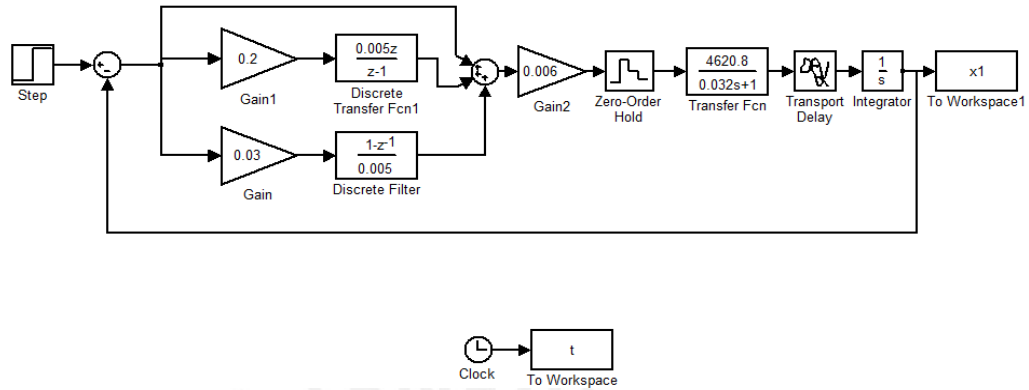 Step
0.2
Gain1
0.005z
z-1
Discrete
Transfer Fcn1
0.03
Gain
1-z-1
0.005
Discrete Filter
0.006
Gain2
Zero-Order
Hold
4620.8
0.032s+1
Transfer Fcn
Transport
Delay
1
s
Integrator
x1
To Workspace1
Clock
t
To Workspace